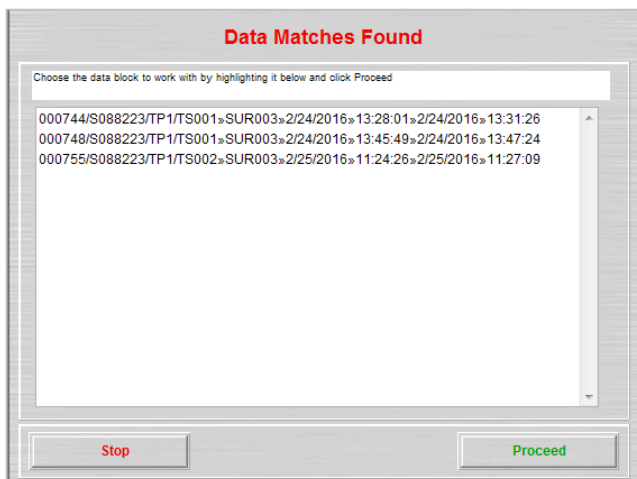 Data Matches Found
Choose the data block to work with by highlighting it below and click Proceed
000744/S088223/TP1/TS001»SUR003»2/24/2016»13:28:01»2/24/2016»13:31:26
000748/S088223/TP1/TS001»SUR003»2/24/2016»13:45:49»2/24/2016»13:47:24
000755/S088223/TP1/TS002»SUR003»2/25/2016»11:24:26»2/25/2016»11:27:09
Stop
Proceed